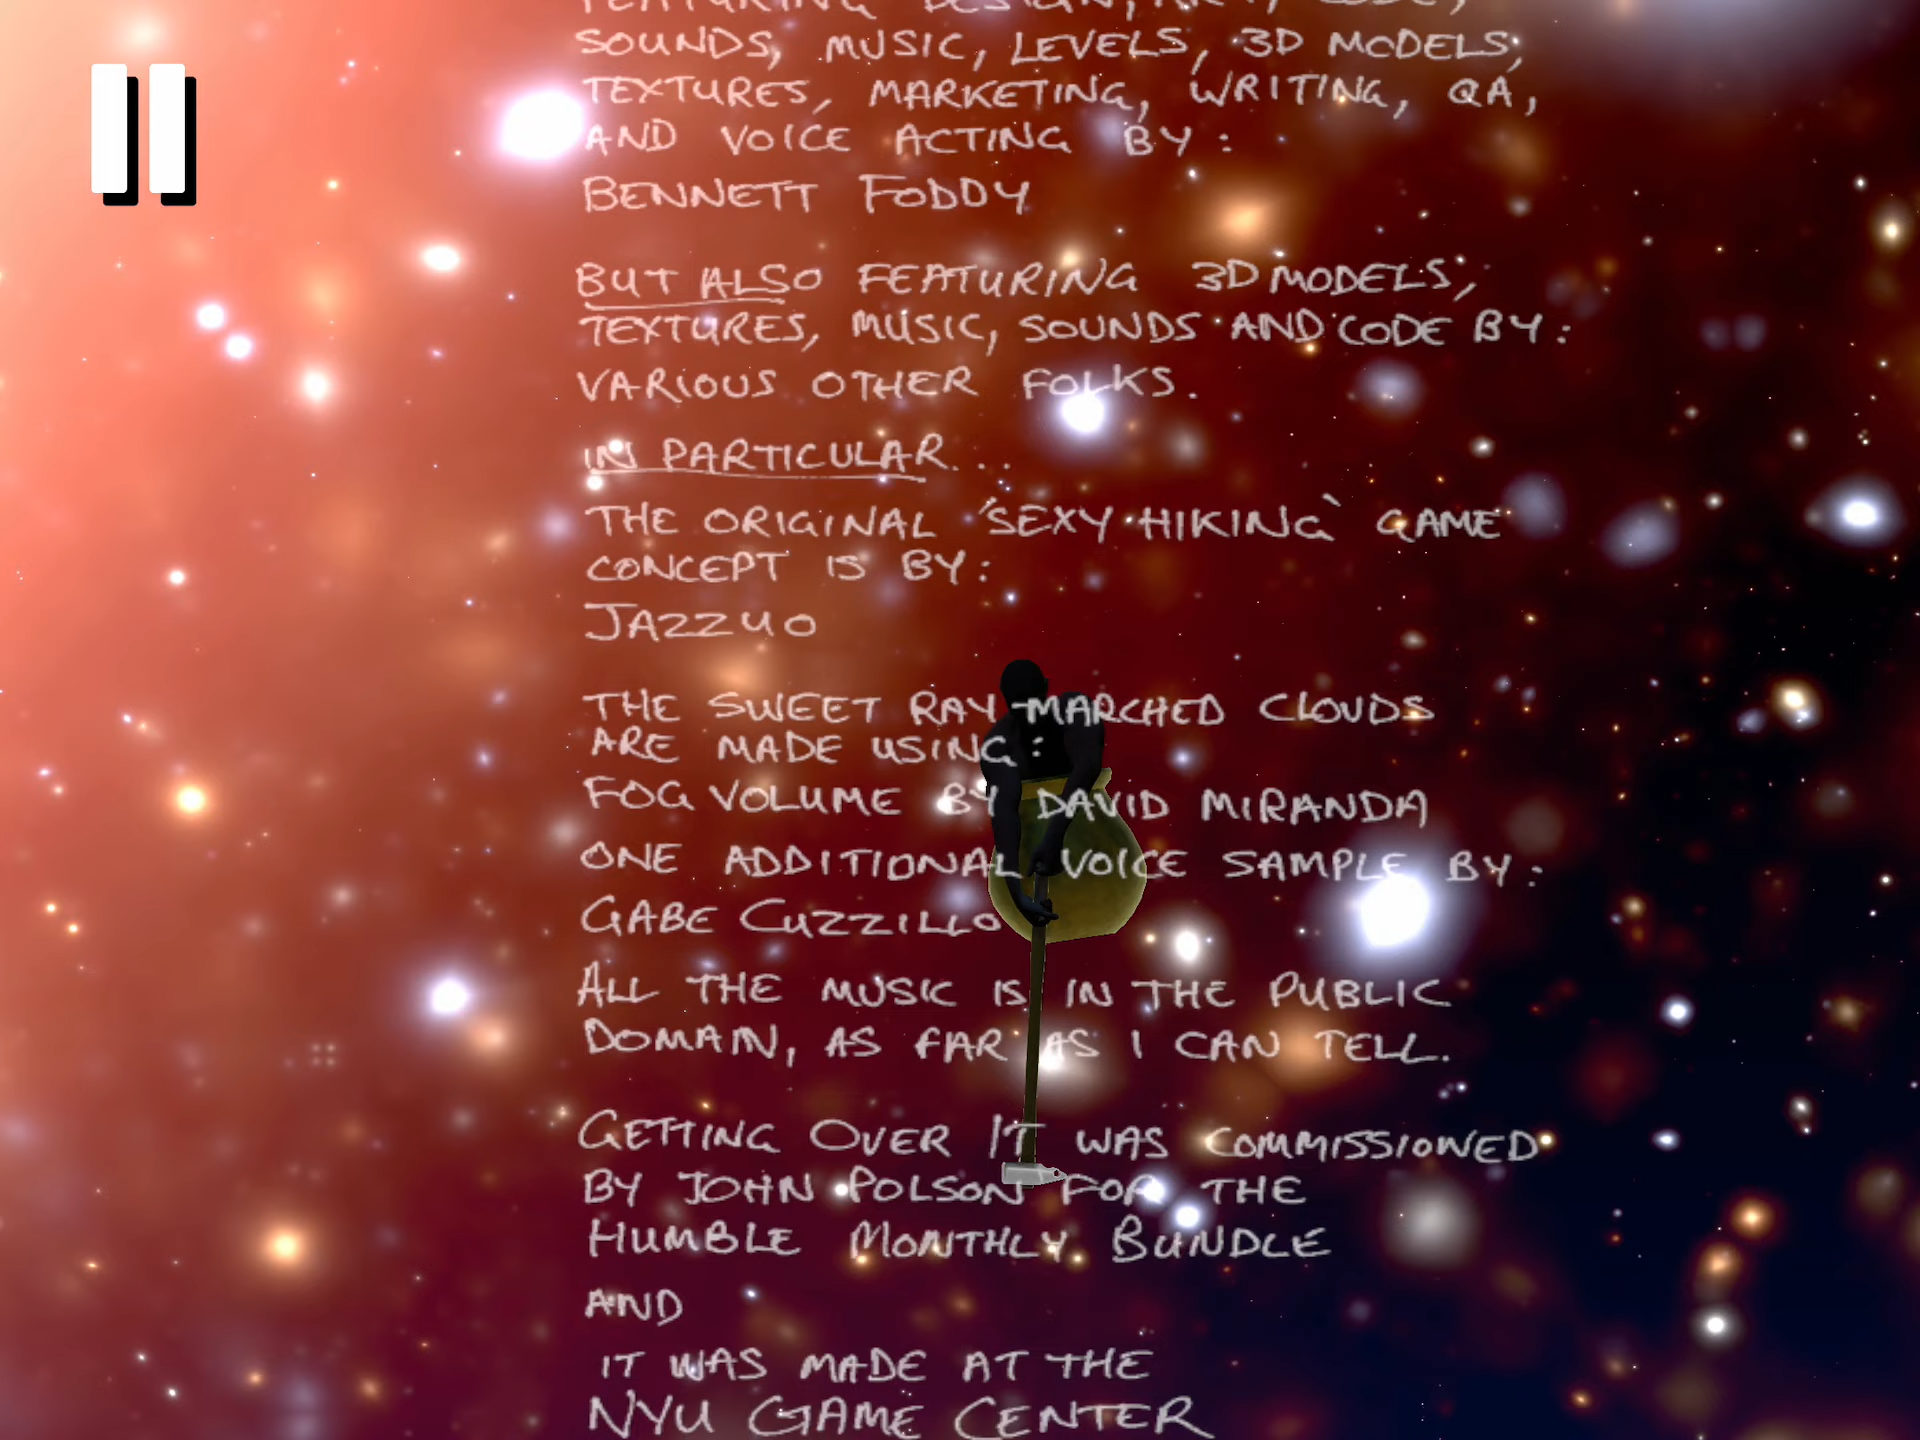 FEATURING DESIGN, ART, CODE,
SOUNDS, MUSIC, LEVELS, 3D MODELS,
TEXTURES, MARKETING, WRITING, QA,
AND VOICE ACTING BY:
BENNETT FODDY
BUT ALSO FEATURING 3D MODELS,
TEXTURES, MUSIC, SOUNDS AND CODE BY:
VARIOUS OTHER FOLKS.
IN PARTICULAR...
THE ORIGINAL 'SEXY HIKING' GAME
CONCEPT IS BY:
JAZZUO
THE SWEET RAY-MARCHED CLOUDS
ARE MADE USING:
FOG VOLUME BY DAVID MIRANDA
ONE ADDITIONAL VOICE SAMPLE BY:
GABE CUZZILLO
ALL THE MUSIC IS IN THE PUBLIC
DOMAIN, AS FAR AS I CAN TELL.
GETTING OVER IT WAS COMMISSIONED
BY JOHN POLSON FOR THE
HUMBLE MONTHLY BUNDLE
AND
IT WAS MADE AT THE
NYU GAME CENTER